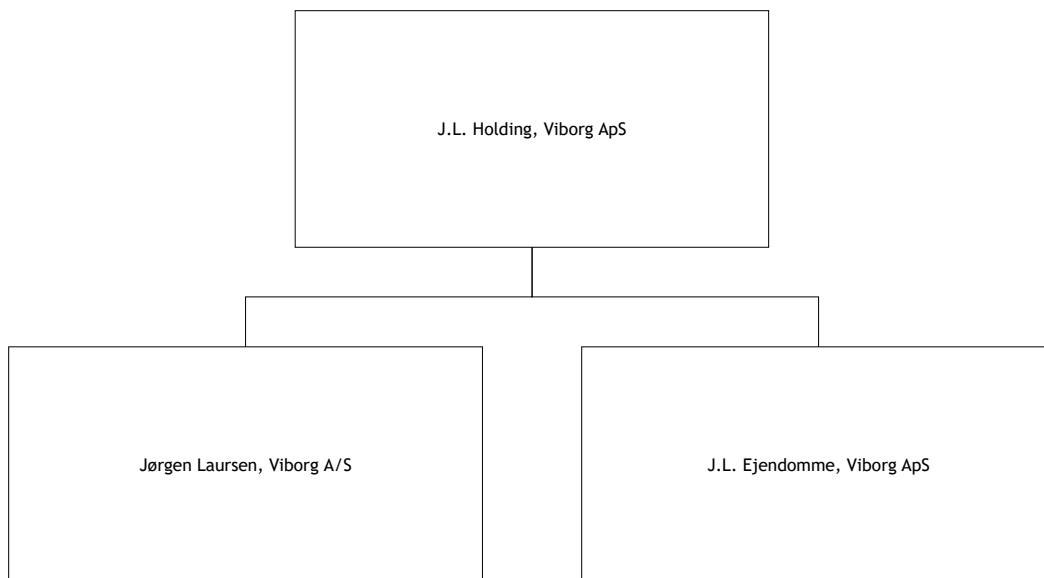 J.L. Holding, Viborg ApS
Jørgen Laursen, Viborg A/S
J.L. Ejendomme, Viborg ApS